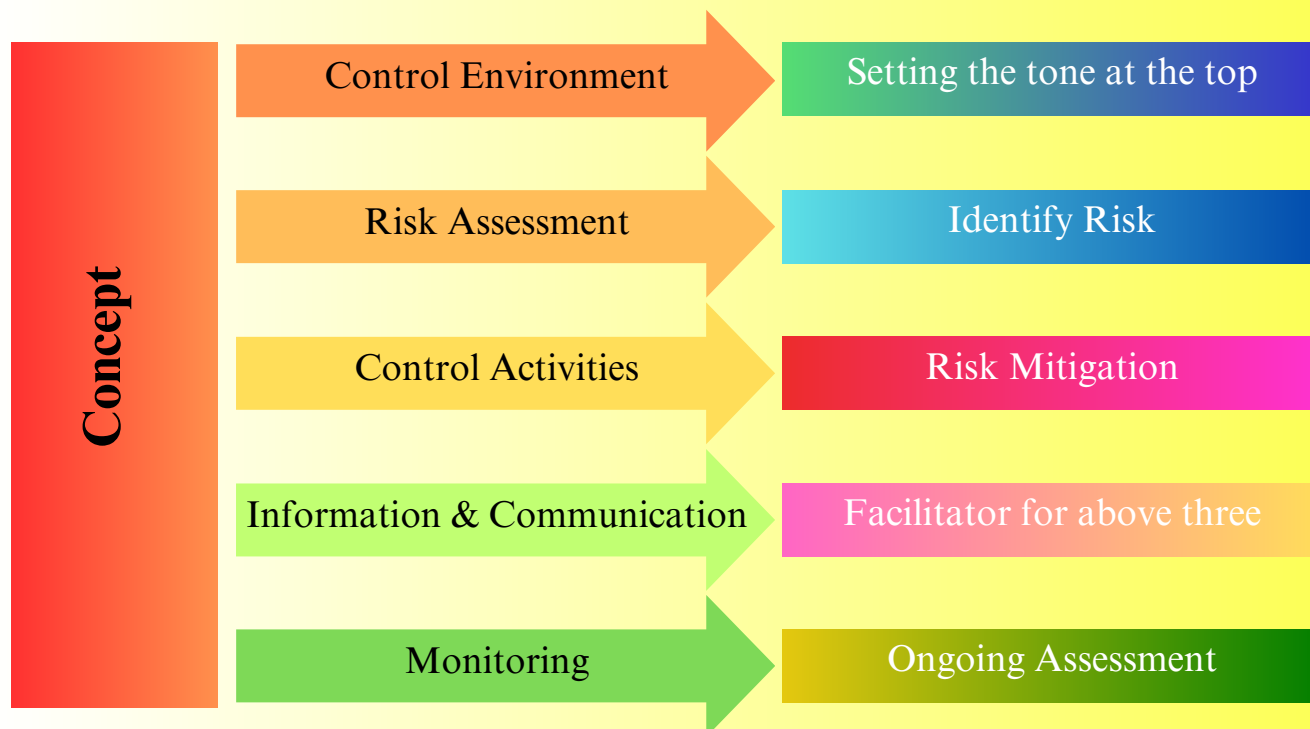 Concept
Control Environment
Setting the tone at the top
Risk Assessment
Identify Risk
Control Activities
Risk Mitigation
Information & Communication
Facilitator for above three
Monitoring
Ongoing Assessment